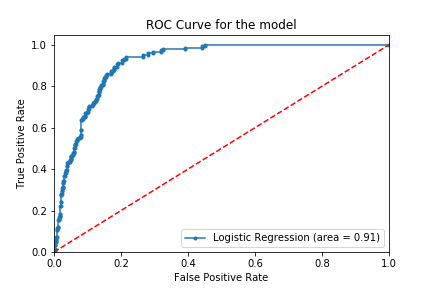 ROC Curve for the model
1.0
0.8
0.6
0.4
0.2
0.0
True Positive Rate
Logistic Regression (area = 0.91)
0.0 0.2 0.4 0.6 0.8 1.0
False Positive Rate